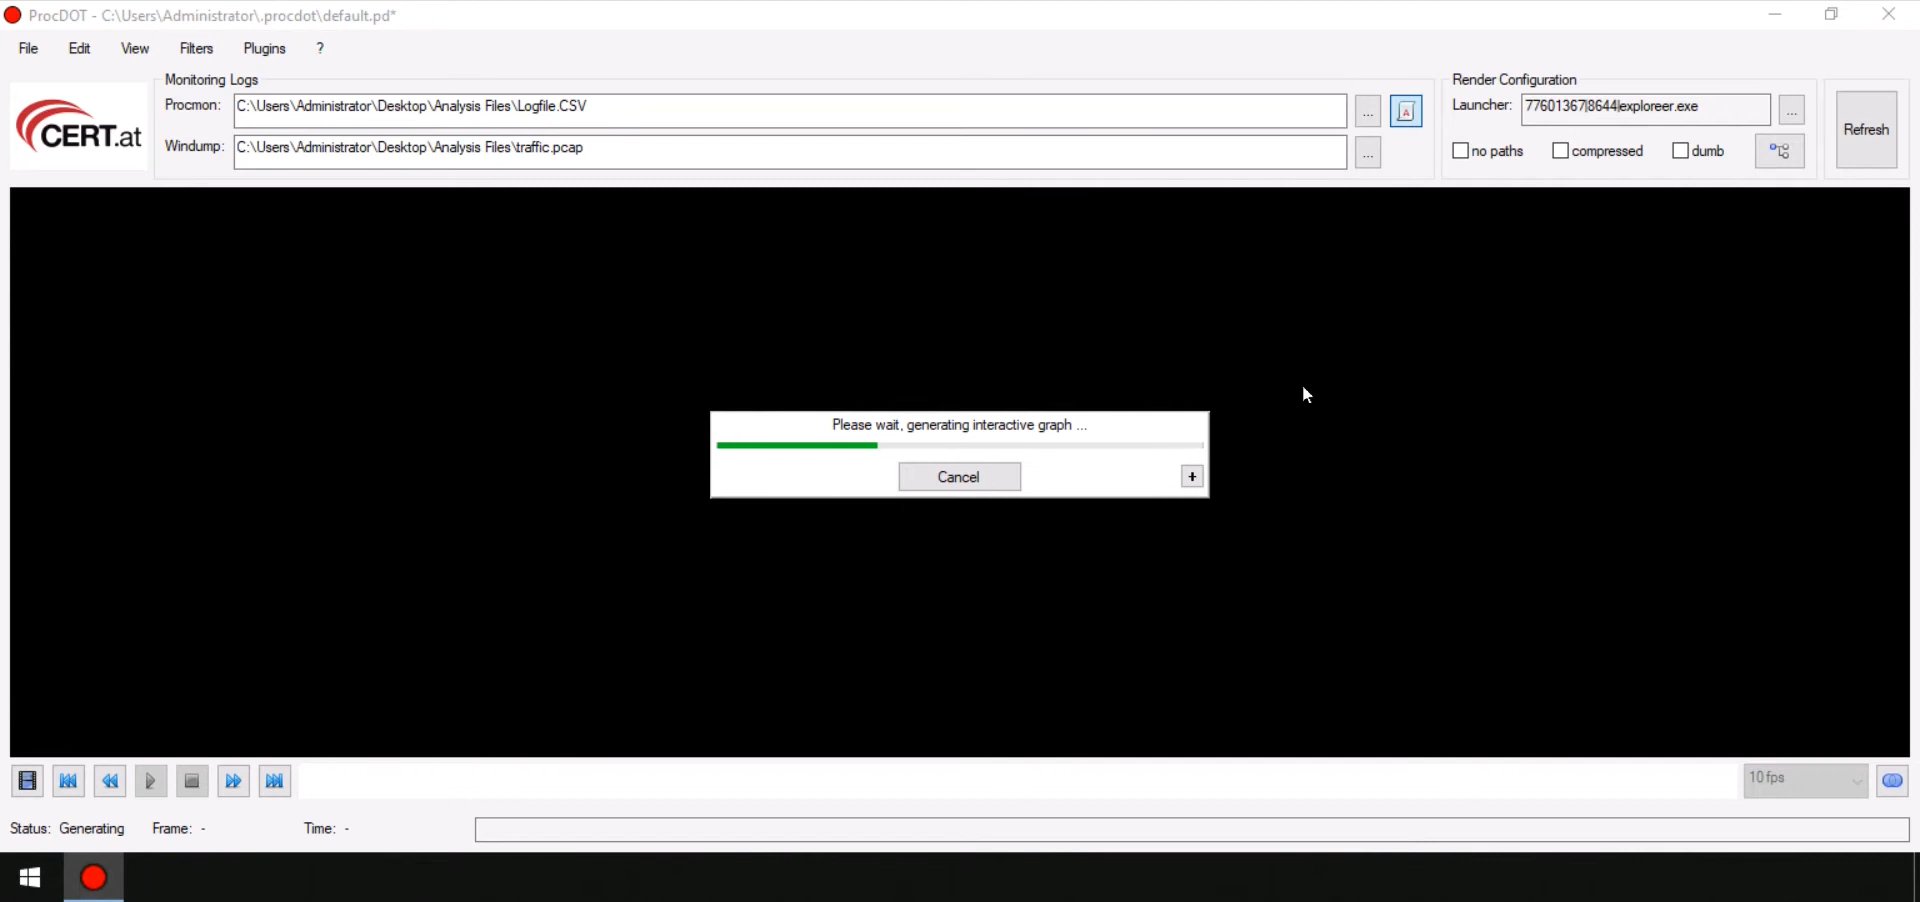 ProcDOT - C:\Users\Administrator\.procdot\default.pd*
File Edit View Filters Plugins ?
Monitoring Logs
Render Configuration
CERT.at
Procmon: C:\Users\Administrator\Desktop\Analysis Files\Logfile.CSV ...
Launcher: 77601367|8644|exploreer.exe ...
Refresh
Windump: C:\Users\Administrator\Desktop\Analysis Files\traffic.pcap ...
no paths compressed dumb
Please wait, generating interactive graph ...
Cancel +
10 fps
Status: Generating Frame: - Time: -